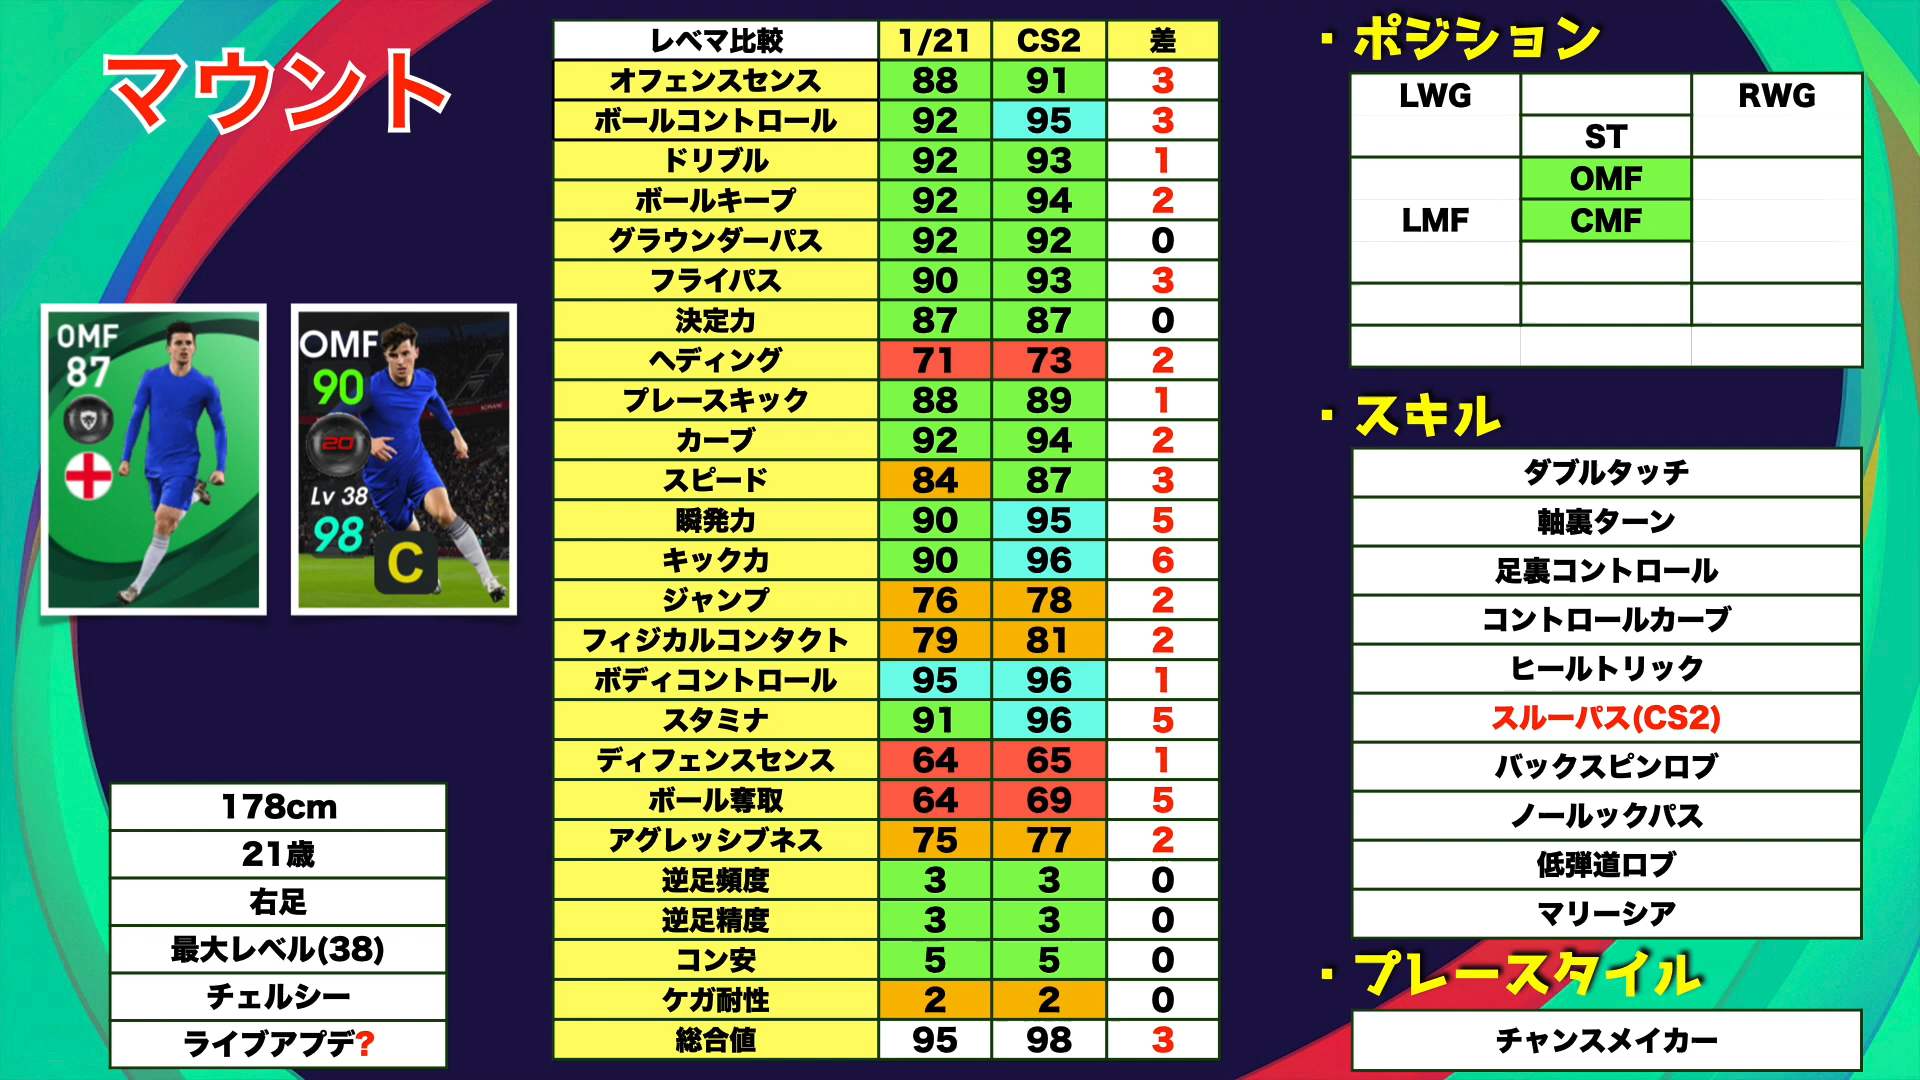 マウント
OMF
87
OMF
90
20
Lv 38
98
C
178cm
21歳
右足
最大レベル(38)
チェルシー
ライブアプデ?
レベマ比較 1/21 CS2 差
オフェンスセンス 88 91 3
ボールコントロール 92 95 3
ドリブル 92 93 1
ボールキープ 92 94 2
グラウンダーパス 92 92 0
フライパス 90 93 3
決定力 87 87 0
ヘディング 71 73 2
プレースキック 88 89 1
カーブ 92 94 2
スピード 84 87 3
瞬発力 90 95 5
キック力 90 96 6
ジャンプ 76 78 2
フィジカルコンタクト 79 81 2
ボディコントロール 95 96 1
スタミナ 91 96 5
ディフェンスセンス 64 65 1
ボール奪取 64 69 5
アグレッシブネス 75 77 2
逆足頻度 3 3 0
逆足精度 3 3 0
コン安 5 5 0
ケガ耐性 2 2 0
総合値 95 98 3
・ポジション
LWG RWG
ST
OMF
LMF CMF
・スキル
ダブルタッチ
軸裏ターン
足裏コントロール
コントロールカーブ
ヒールトリック
スルーパス(CS2)
バックスピンロブ
ノールックパス
低弾道ロブ
マリーシア
・プレースタイル
チャンスメイカー